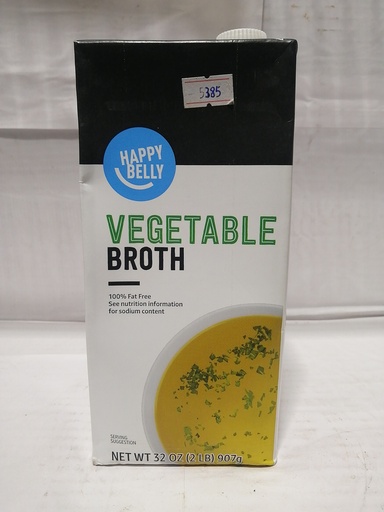 5385
HAPPY
BELLY
VEGETABLE
BROTH
100% Fat Free
See nutrition information
for sodium content
SERVING
SUGGESTION
NET WT 32 OZ (2 LB) 907g